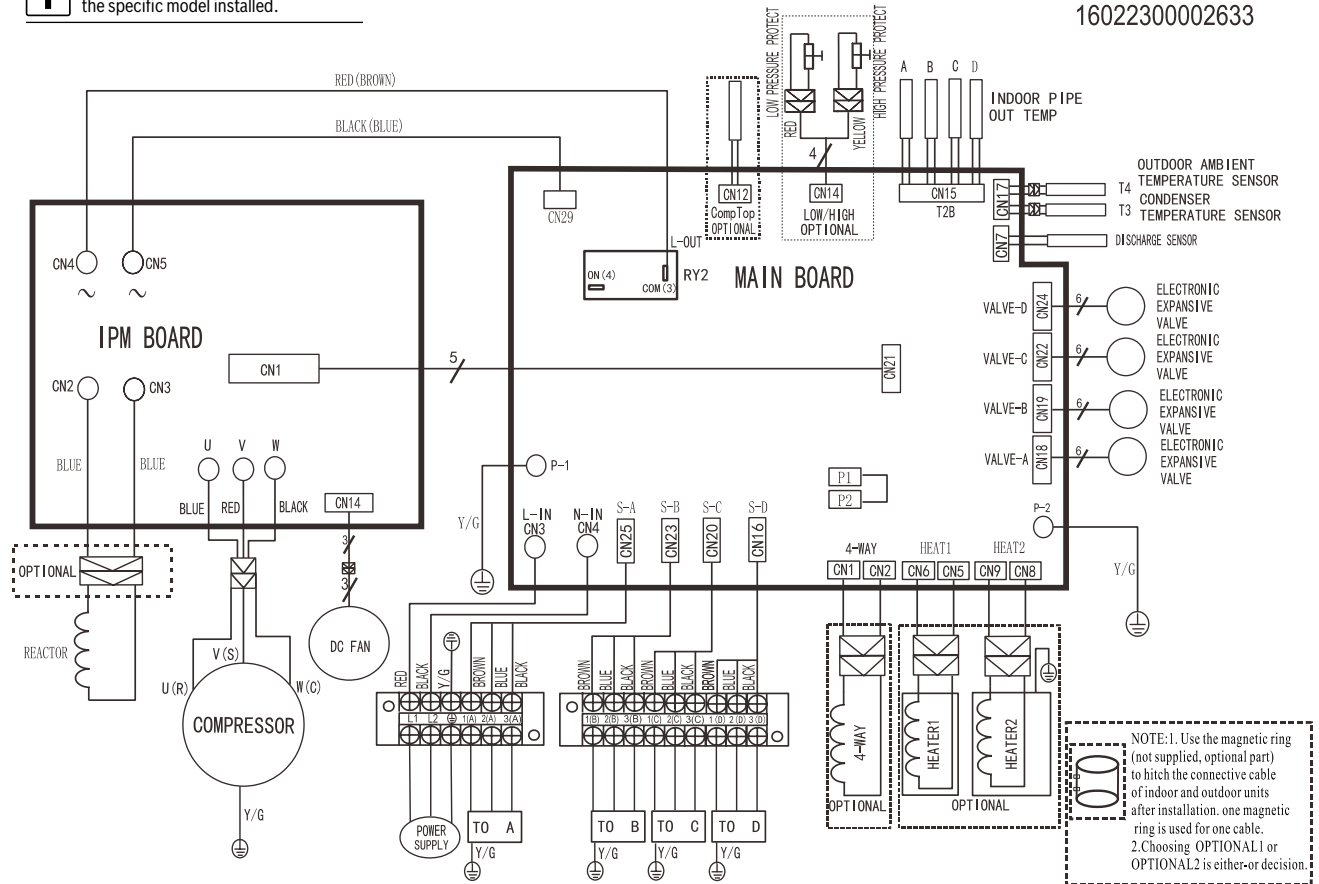 the specific model installed.
16022300002633
RED(BROWN)
BLACK(BLUE)
LOW PRESSURE PROTECT
HIGH PRESSURE PROTECT
RED
YELLOW
4
A B C D
INDOOR PIPE
OUT TEMP
CN29
CN12
CompTop
OPTIONAL
CN14
LOW/HIGH
OPTIONAL
CN15
T2B
CN17
CN7
T4
OUTDOOR AMBIENT
TEMPERATURE SENSOR
T3
CONDENSER
TEMPERATURE SENSOR
DISCHARGE SENSOR
L-OUT
ON(4)
COM(3)
RY2
MAIN BOARD
CN4
CN5
~
~
IPM BOARD
CN1
5
CN21
CN2
CN3
BLUE
BLUE
U
V
W
BLUE
RED
BLACK
CN14
3
3
DC FAN
VALVE-D
CN24
6
ELECTRONIC
EXPANSIVE
VALVE
VALVE-C
CN22
6
ELECTRONIC
EXPANSIVE
VALVE
VALVE-B
CN19
6
ELECTRONIC
EXPANSIVE
VALVE
VALVE-A
CN18
6
ELECTRONIC
EXPANSIVE
VALVE
P-1
Y/G
P1
P2
P-2
Y/G
L-IN
CN3
N-IN
CN4
S-A
CN25
S-B
CN23
S-C
CN20
S-D
CN16
4-WAY
CN1
CN2
HEAT1
CN6
CN5
HEAT2
CN9
CN8
OPTIONAL
REACTOR
V(S)
U(R)
W(C)
COMPRESSOR
Y/G
RED
BLACK
Y/G
BROWN
BLUE
BLACK
L1 L2 1(A) 2(A) 3(A)
BROWN
BLUE
BLACK
BROWN
BLUE
BLACK
BROWN
BLUE
BLACK
1(B) 2(B) 3(B) 1(C) 2(C) 3(C) 1(D) 2(D) 3(D)
POWER
SUPPLY
TO A
Y/G
TO B
Y/G
TO C
Y/G
TO D
Y/G
4-WAY
OPTIONAL
HEATER1
HEATER2
OPTIONAL
NOTE:1. Use the magnetic ring
(not supplied, optional part)
to hitch the connective cable
of indoor and outdoor units
after installation. one magnetic
ring is used for one cable.
2.Choosing OPTIONAL1 or
OPTIONAL2 is either-or decision.